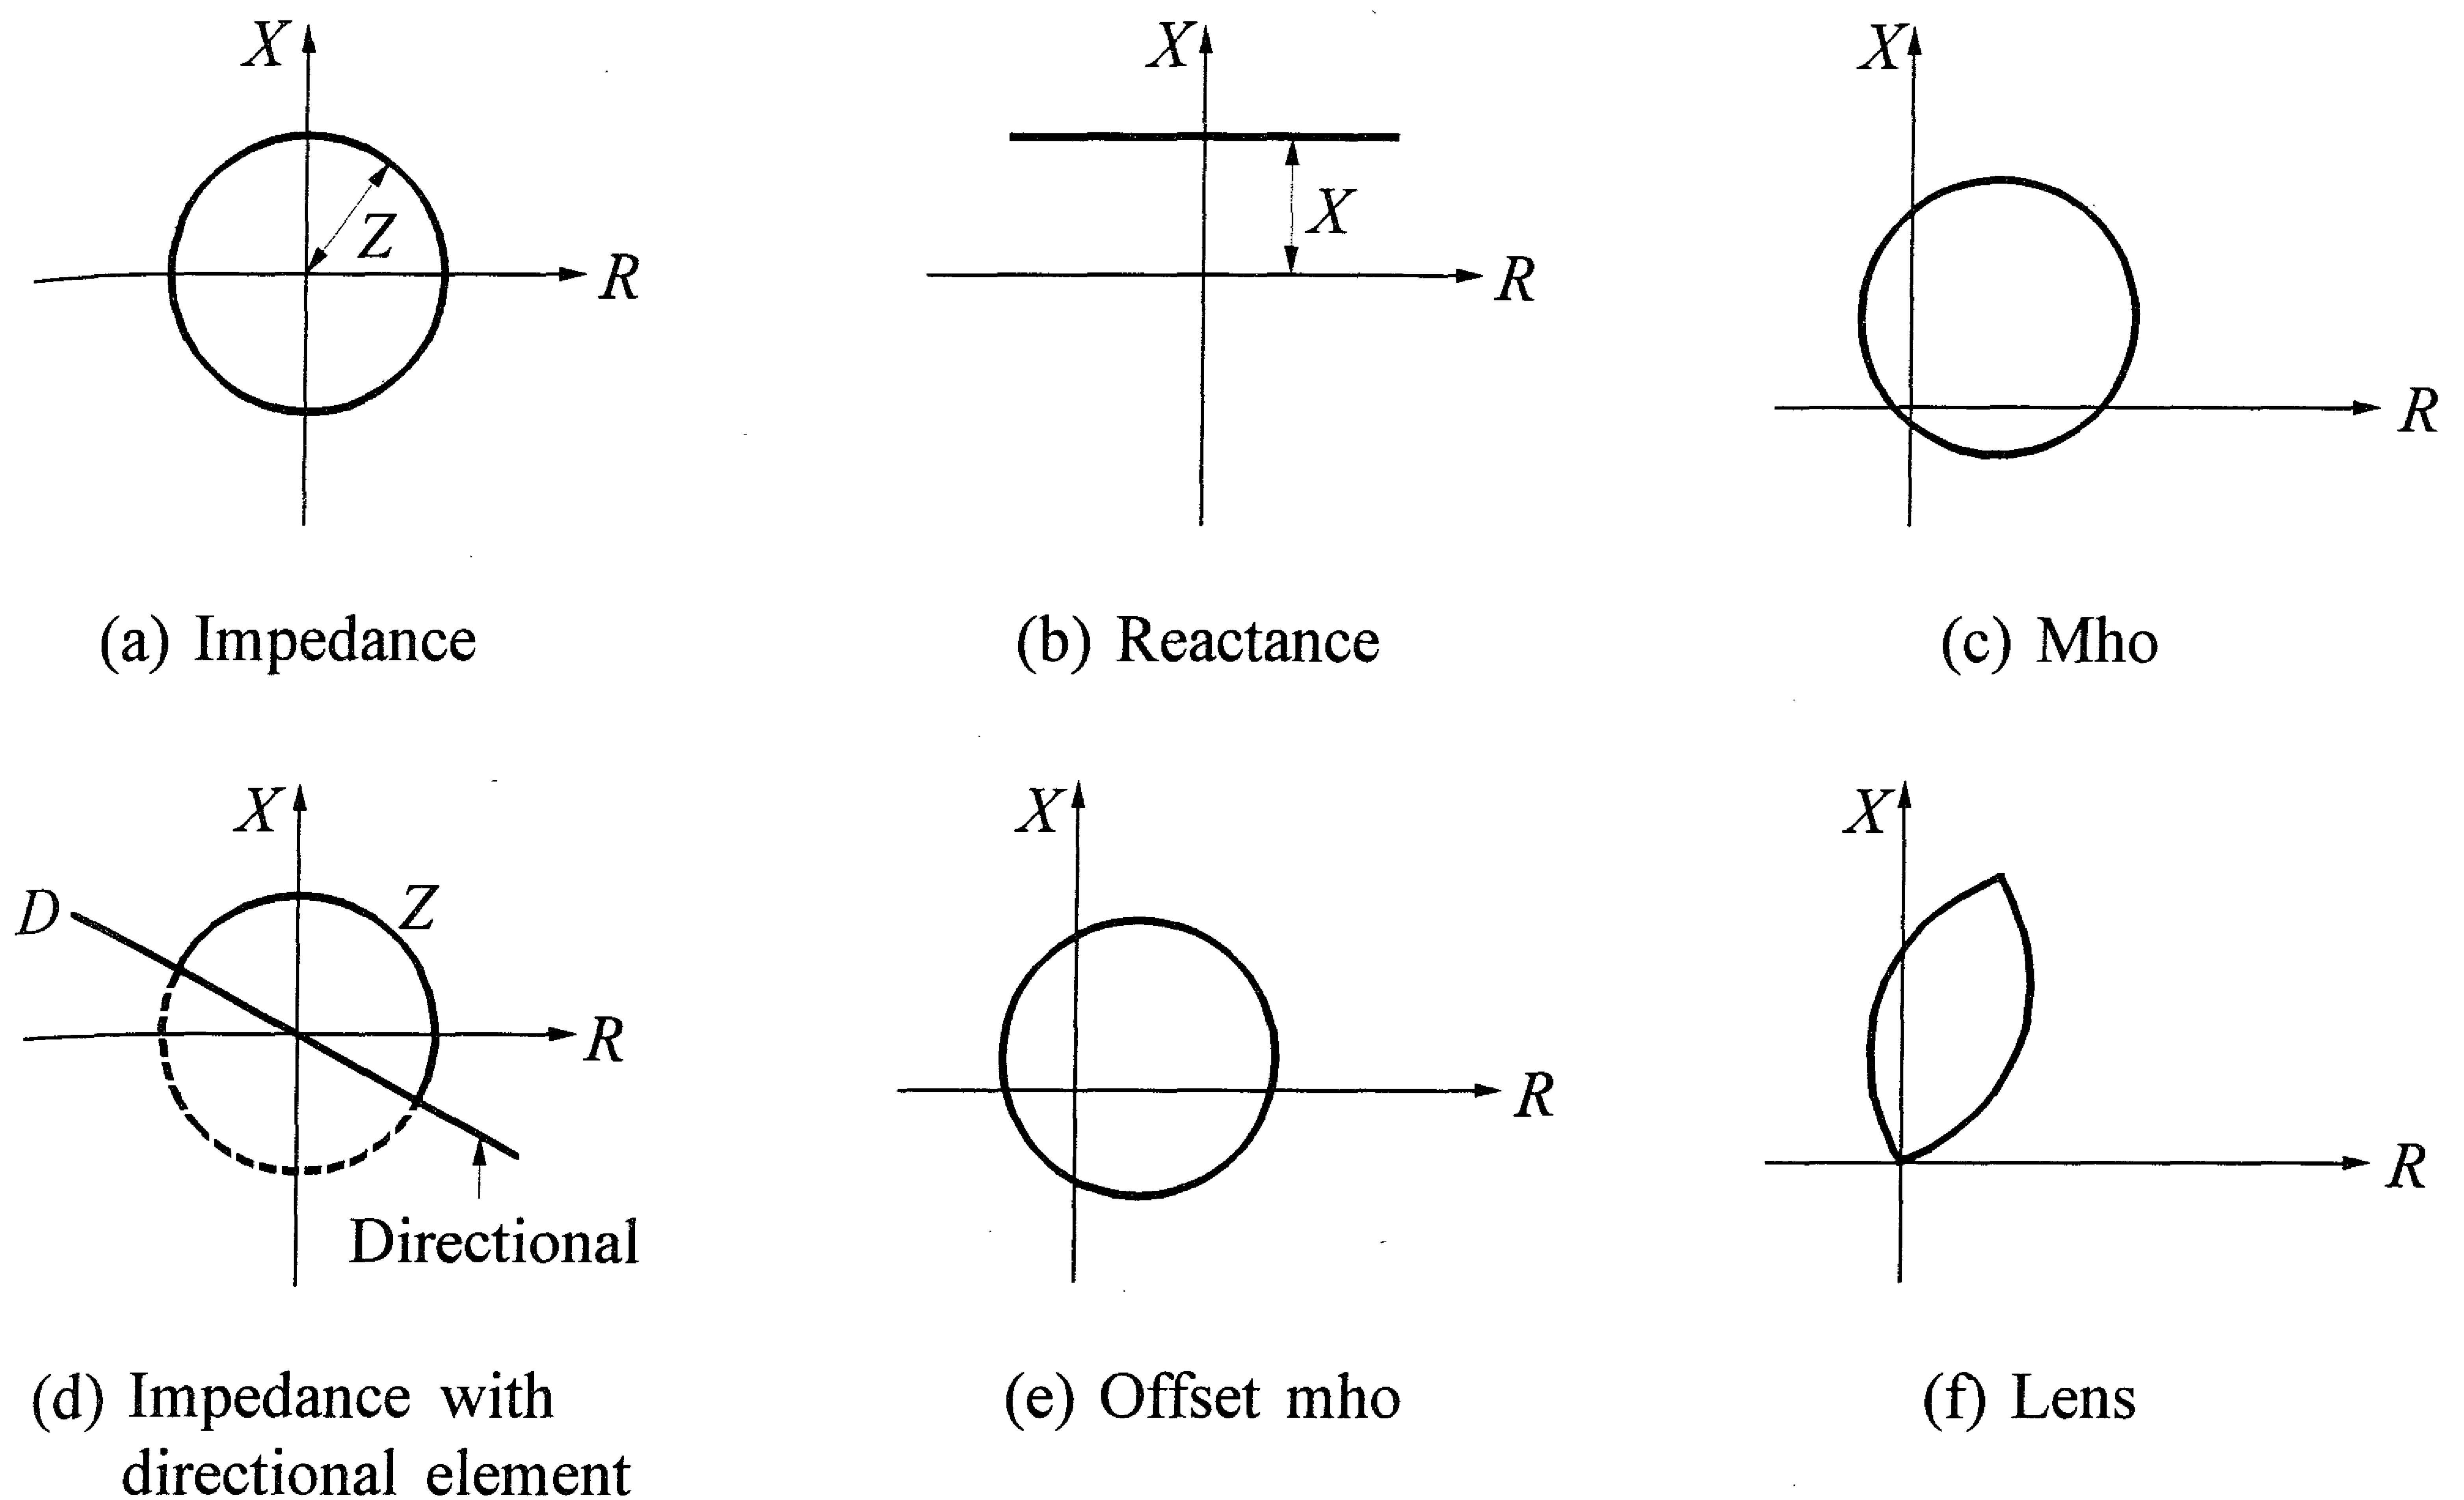 X
Z
R
(a) Impedance
X
X
R
(b) Reactance
X
R
(c) Mho
X
D
Z
R
Directional
(d) Impedance with
directional element
X
R
(e) Offset mho
X
R
(f) Lens